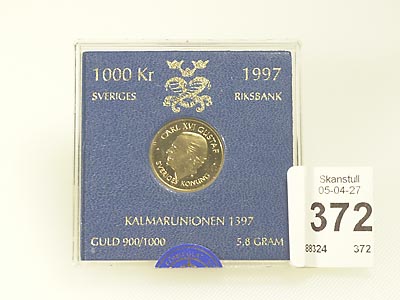 1000 Kr 1997
SVERIGES RIKSBANK
CARL XVI GUSTAF
SVERIGES KONUNG
KALMARUNIONEN 1397
GULD 900/1000 5,8 GRAM
Skanstull
05-04-27
372
88324 372